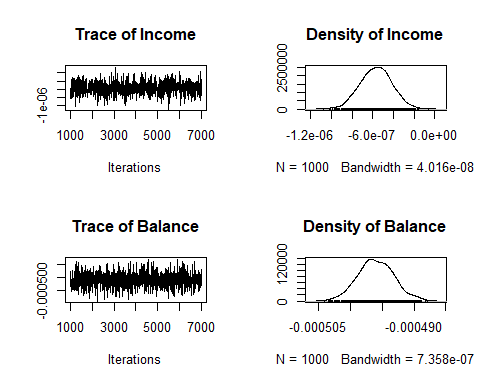 Trace of Income
-1e-06
1000 3000 5000 7000
Iterations
Density of Income
0 2500000
-1.2e-06 -6.0e-07 0.0e+00
N = 1000 Bandwidth = 4.016e-08
Trace of Balance
-0.000500
1000 3000 5000 7000
Iterations
Density of Balance
0 120000
-0.000505 -0.000490
N = 1000 Bandwidth = 7.358e-07